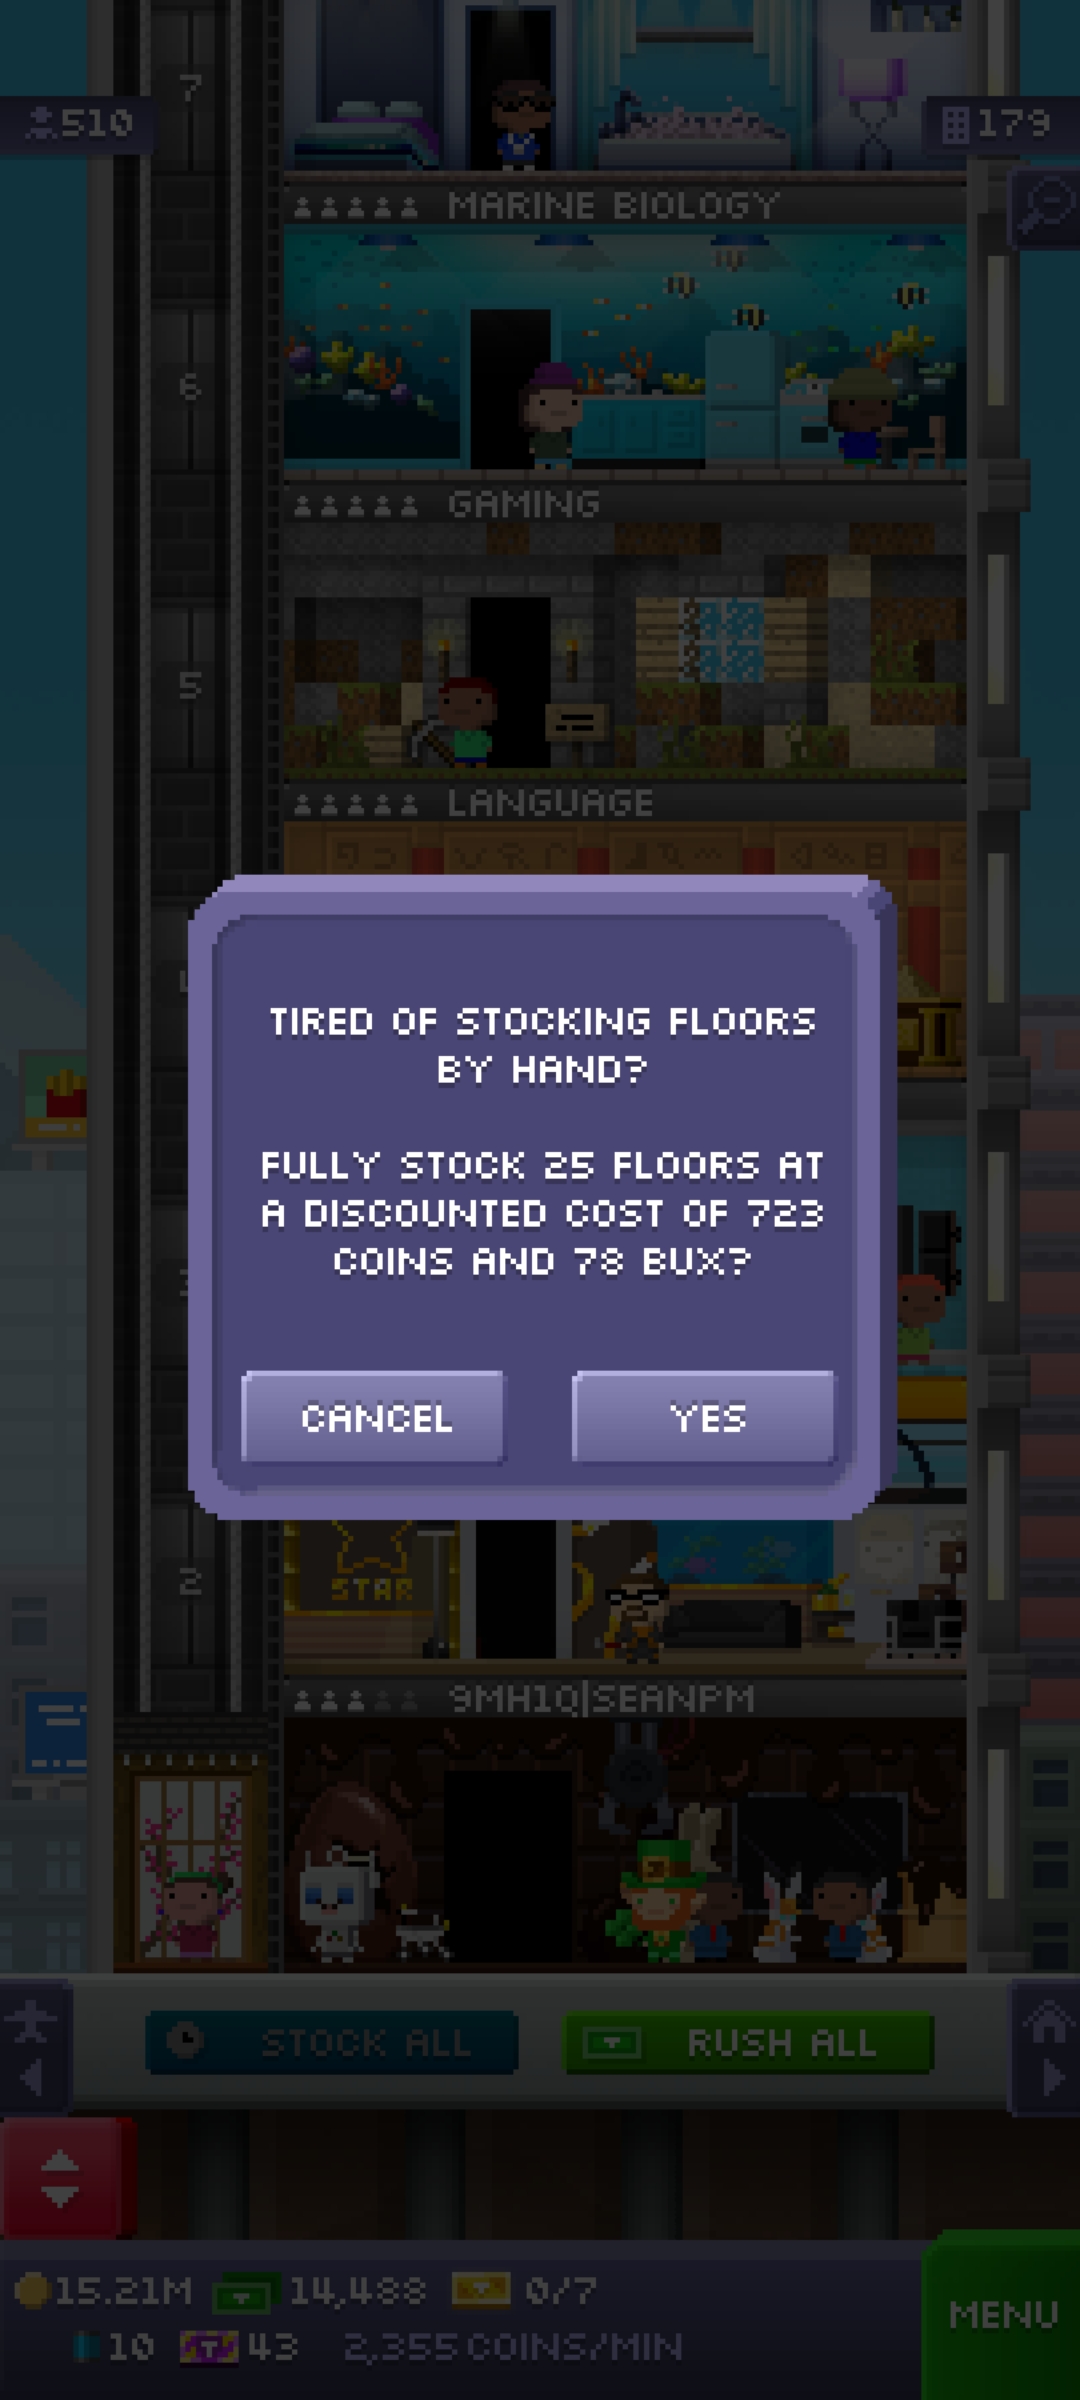 7
510
179
MARINE BIOLOGY
6
GAMING
5
LANGUAGE
TIRED OF STOCKING FLOORS
BY HAND?
FULLY STOCK 25 FLOORS AT
A DISCOUNTED COST OF 723
COINS AND 78 BUX?
CANCEL
YES
2
STAR
9MH1Q|SEANPM
STOCK ALL
RUSH ALL
15.21M
14,488
0/7
10
43
2,355 COINS/MIN
MENU